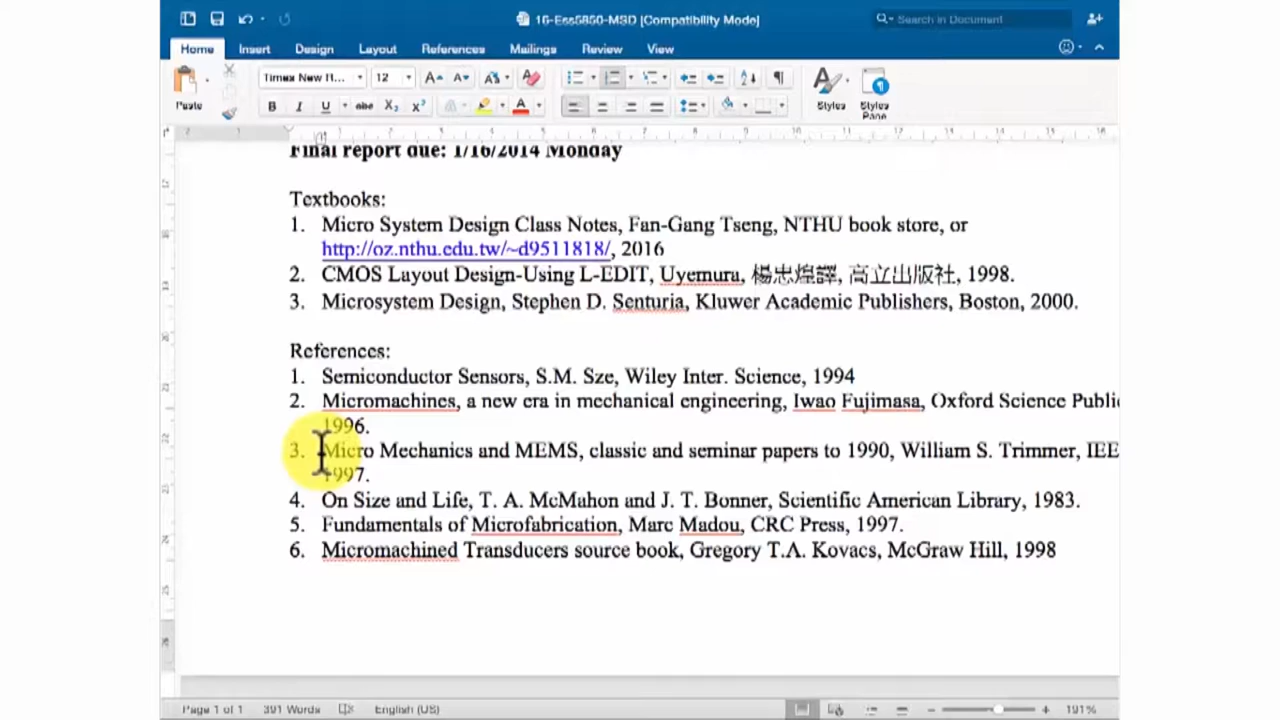 16-Ess5850-MSD [Compatibility Mode]
Search in Document
Home Insert Design Layout References Mailings Review View
Paste
Times New R... 12
Styles
Styles Pane
Final report due: 1/16/2014 Monday
Textbooks:
1. Micro System Design Class Notes, Fan-Gang Tseng, NTHU book store, or
http://oz.nthu.edu.tw/~d9511818/, 2016
2. CMOS Layout Design-Using L-EDIT, Uyemura, 楊忠煌譯, 高立出版社, 1998.
3. Microsystem Design, Stephen D. Senturia, Kluwer Academic Publishers, Boston, 2000.
References:
1. Semiconductor Sensors, S.M. Sze, Wiley Inter. Science, 1994
2. Micromachines, a new era in mechanical engineering, Iwao Fujimasa, Oxford Science Public
1996.
3. Micro Mechanics and MEMS, classic and seminar papers to 1990, William S. Trimmer, IEE
1997.
4. On Size and Life, T. A. McMahon and J. T. Bonner, Scientific American Library, 1983.
5. Fundamentals of Microfabrication, Marc Madou, CRC Press, 1997.
6. Micromachined Transducers source book, Gregory T.A. Kovacs, McGraw Hill, 1998
Page 1 of 1 391 Words English (US) 191%